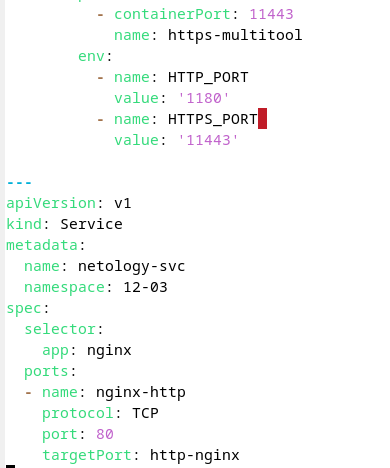 - containerPort: 11443
name: https-multitool
env:
- name: HTTP_PORT
value: '1180'
- name: HTTPS_PORT
value: '11443'
---
apiVersion: v1
kind: Service
metadata:
name: netology-svc
namespace: 12-03
spec:
selector:
app: nginx
ports:
- name: nginx-http
protocol: TCP
port: 80
targetPort: http-nginx